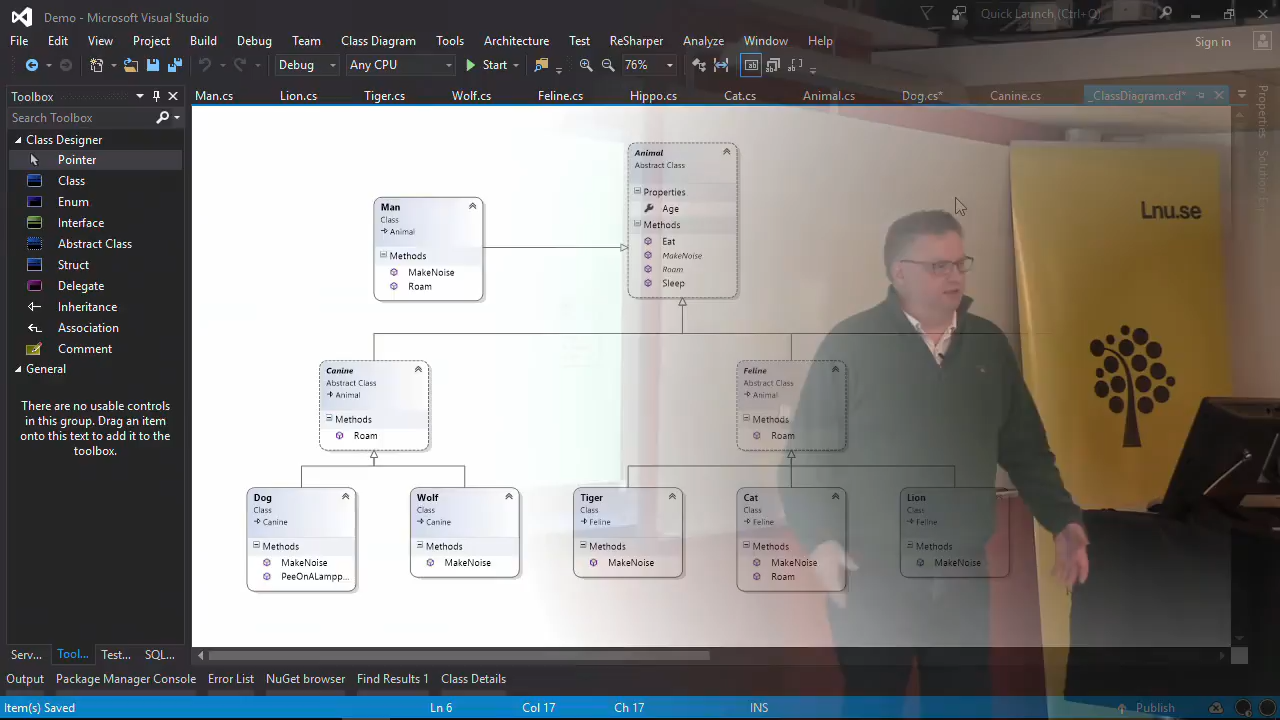 Demo - Microsoft Visual Studio
Quick Launch (Ctrl+Q)
File Edit View Project Build Debug Team Class Diagram Tools Architecture Test ReSharper Analyze Window Help
Sign in
Debug Any CPU Start 76%
Toolbox
Man.cs Lion.cs Tiger.cs Wolf.cs Feline.cs Hippo.cs Cat.cs Animal.cs Dog.cs* Canine.cs _ClassDiagram.cd*
Search Toolbox
Class Designer
Pointer
Class
Enum
Interface
Abstract Class
Struct
Delegate
Inheritance
Association
Comment
General
There are no usable controls
in this group. Drag an item
onto this text to add it to the
toolbox.
Animal
Abstract Class
Properties
Age
Methods
Eat
MakeNoise
Roam
Sleep
Man
Class
Animal
Methods
MakeNoise
Roam
Canine
Abstract Class
Animal
Methods
Roam
Feline
Abstract Class
Animal
Methods
Roam
Dog
Class
Canine
Methods
MakeNoise
PeeOnALampp...
Wolf
Class
Canine
Methods
MakeNoise
Tiger
Class
Feline
Methods
MakeNoise
Cat
Class
Feline
Methods
MakeNoise
Roam
Lion
Class
Feline
Methods
MakeNoise
Lnu.se
Properties
Serv... Tool... Test... SQL...
Output Package Manager Console Error List NuGet browser Find Results 1 Class Details
Item(s) Saved Ln 6 Col 17 Ch 17 INS Publish